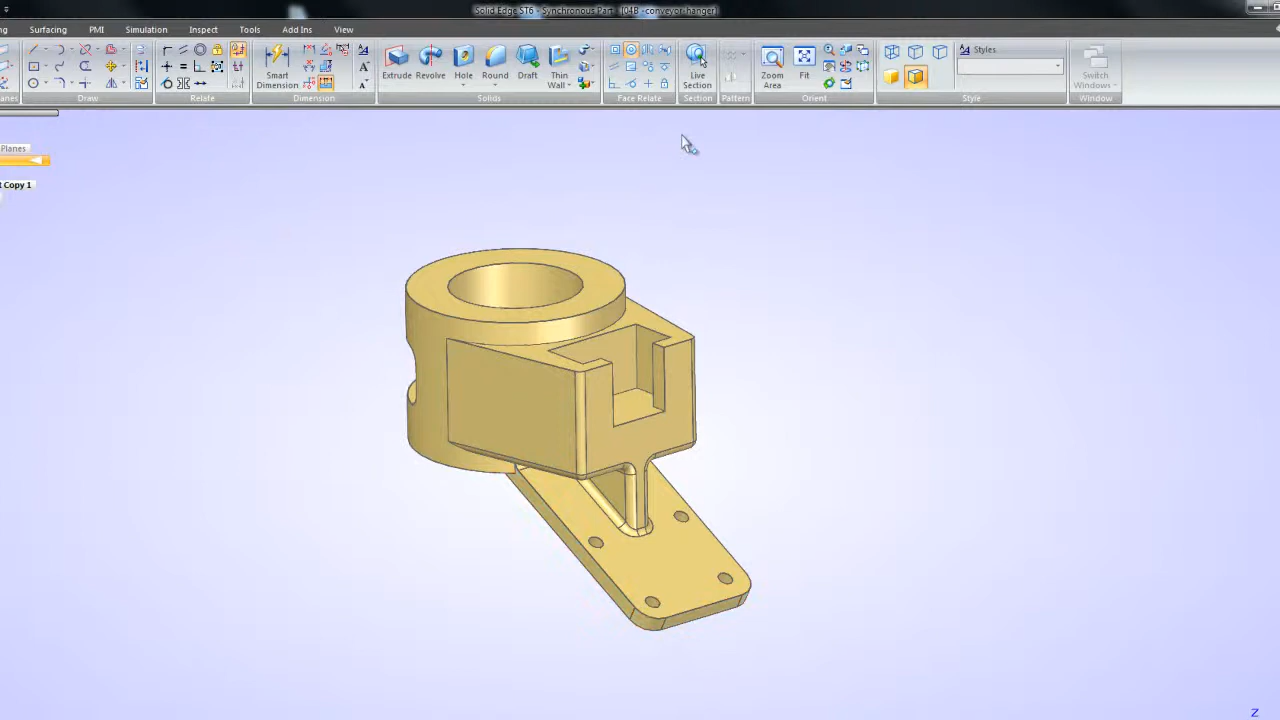 Solid Edge ST6 - Synchronous Part - [04B -conveyor-hanger]
ng Surfacing PMI Simulation Inspect Tools Add Ins View
Smart Dimension
Extrude Revolve Hole Round Draft Thin Wall
Live Section
Zoom Area
Fit
Styles
Switch Windows
anes Draw Relate Dimension Solids Face Relate Section Pattern Orient Style Window
Planes
t Copy 1
Z